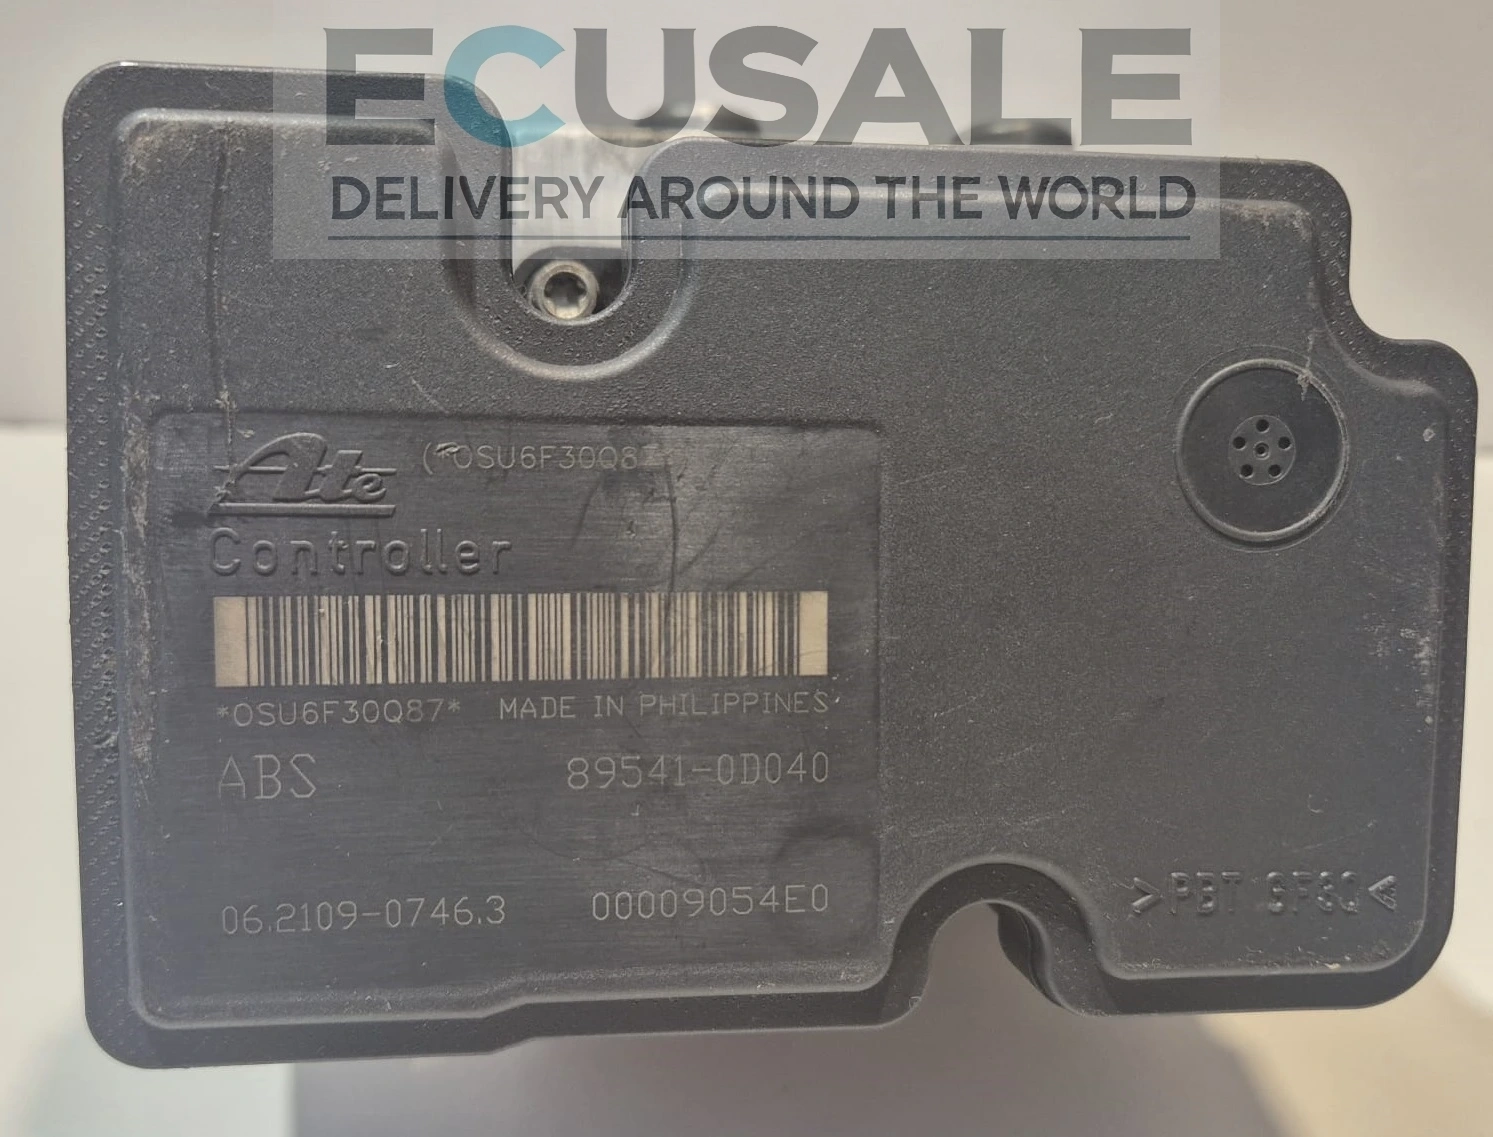 ECUSALE
DELIVERY AROUND THE WORLD
Ate (*OSU6F30Q87
Controller
*OSU6F30Q87* MADE IN PHILIPPINES
ABS 89541-0D040
06.2109-0746.3 00009054E0
>PBT GF30<